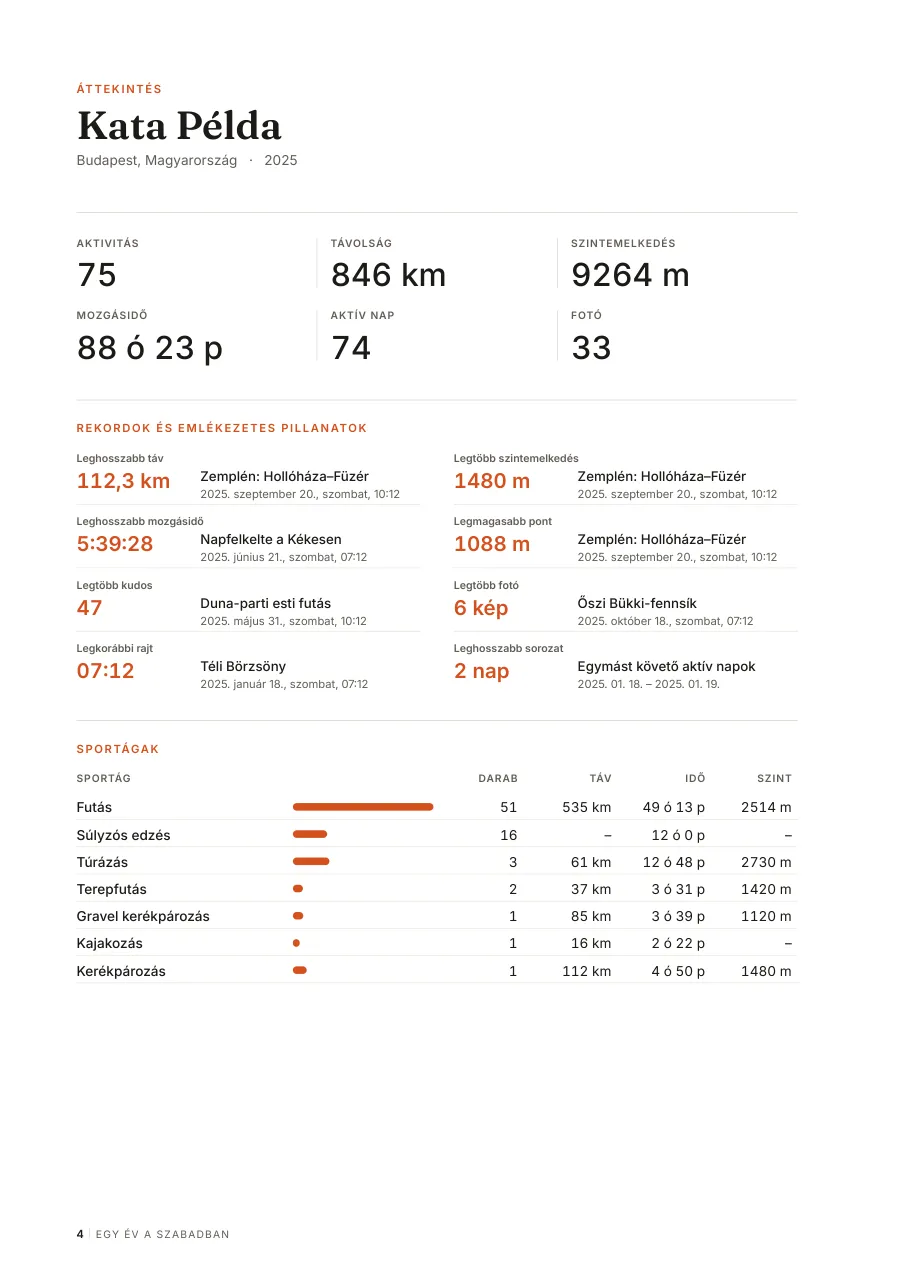 ÁTTEKINTÉS
Kata Példa
Budapest, Magyarország · 2025
AKTIVITÁS
75
TÁVOLSÁG
846 km
SZINTEMELKEDÉS
9264 m
MOZGÁSIDŐ
88 ó 23 p
AKTÍV NAP
74
FOTÓ
33
REKORDOK ÉS EMLÉKEZETES PILLANATOK
Leghosszabb táv
112,3 km Zemplén: Hollóháza–Füzér
2025. szeptember 20., szombat, 10:12
Legtöbb szintemelkedés
1480 m Zemplén: Hollóháza–Füzér
2025. szeptember 20., szombat, 10:12
Leghosszabb mozgásidő
5:39:28 Napfelkelte a Kékesen
2025. június 21., szombat, 07:12
Legmagasabb pont
1088 m Zemplén: Hollóháza–Füzér
2025. szeptember 20., szombat, 10:12
Legtöbb kudos
47 Duna-parti esti futás
2025. május 31., szombat, 10:12
Legtöbb fotó
6 kép Őszi Bükki-fennsík
2025. október 18., szombat, 07:12
Legkorábbi rajt
07:12 Téli Börzsöny
2025. január 18., szombat, 07:12
Leghosszabb sorozat
2 nap Egymást követő aktív napok
2025. 01. 18. – 2025. 01. 19.
SPORTÁGAK
SPORTÁG DARAB TÁV IDŐ SZINT
Futás 51 535 km 49 ó 13 p 2514 m
Súlyzós edzés 16 – 12 ó 0 p –
Túrázás 3 61 km 12 ó 48 p 2730 m
Terepfutás 2 37 km 3 ó 31 p 1420 m
Gravel kerékpározás 1 85 km 3 ó 39 p 1120 m
Kajakozás 1 16 km 2 ó 22 p –
Kerékpározás 1 112 km 4 ó 50 p 1480 m
4 | EGY ÉV A SZABADBAN